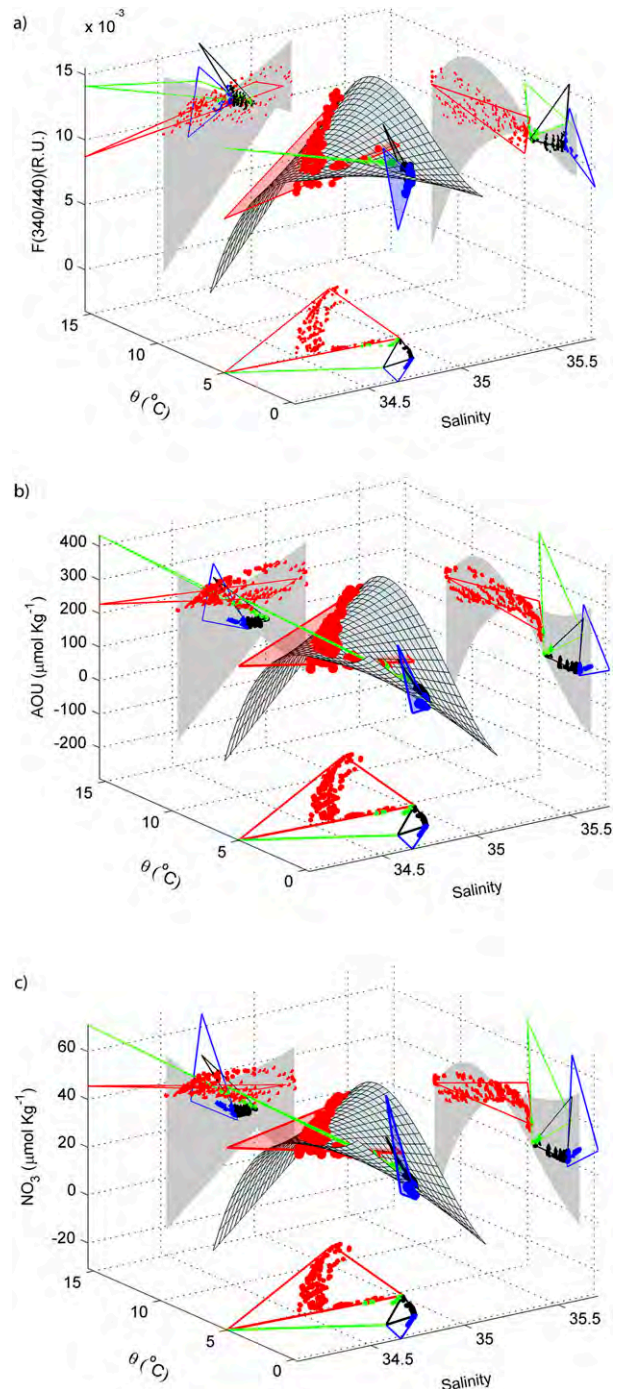 a)
x 10⁻³
15
10
5
0
F(340/440)(R.U.)
15
10
5
0
θ (°C)
34.5
35
35.5
Salinity
b)
400
300
200
100
0
-100
-200
AOU (μmol Kg⁻¹)
15
10
5
0
θ (°C)
34.5
35
35.5
Salinity
c)
60
40
20
0
-20
NO₃ (μmol Kg⁻¹)
15
10
5
0
θ (°C)
34.5
35
35.5
Salinity